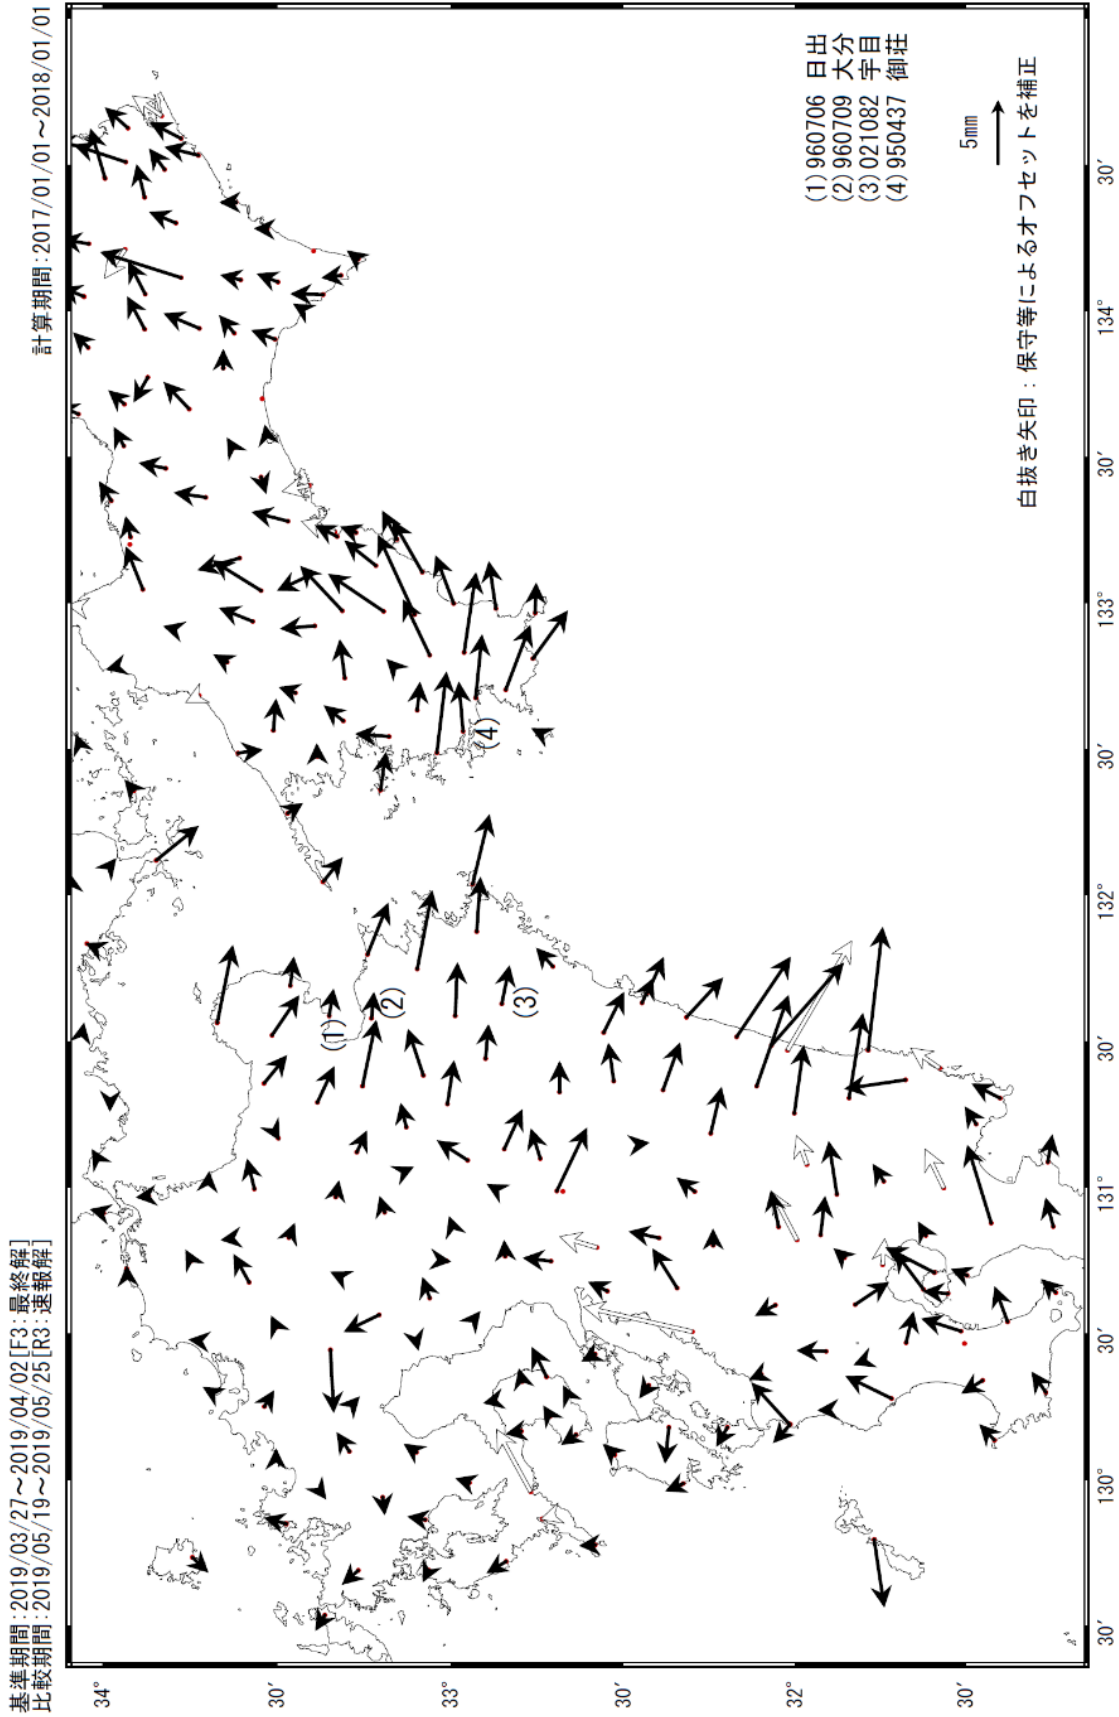 基準期間:2019/03/27～2019/04/02[F3:最終解]
比較期間:2019/05/19～2019/05/25[R3:速報解]
計算期間:2017/01/01～2018/01/01
(1)960706 日出
(2)960709 大分
(3)021082 宇目
(4)950437 御荘
5mm
白抜き矢印:保守等によるオフセットを補正
(1)
(2)
(3)
(4)
34°
30′
33°
30′
32°
30′
30′
130°
30′
131°
30′
132°
30′
133°
30′
134°
30′